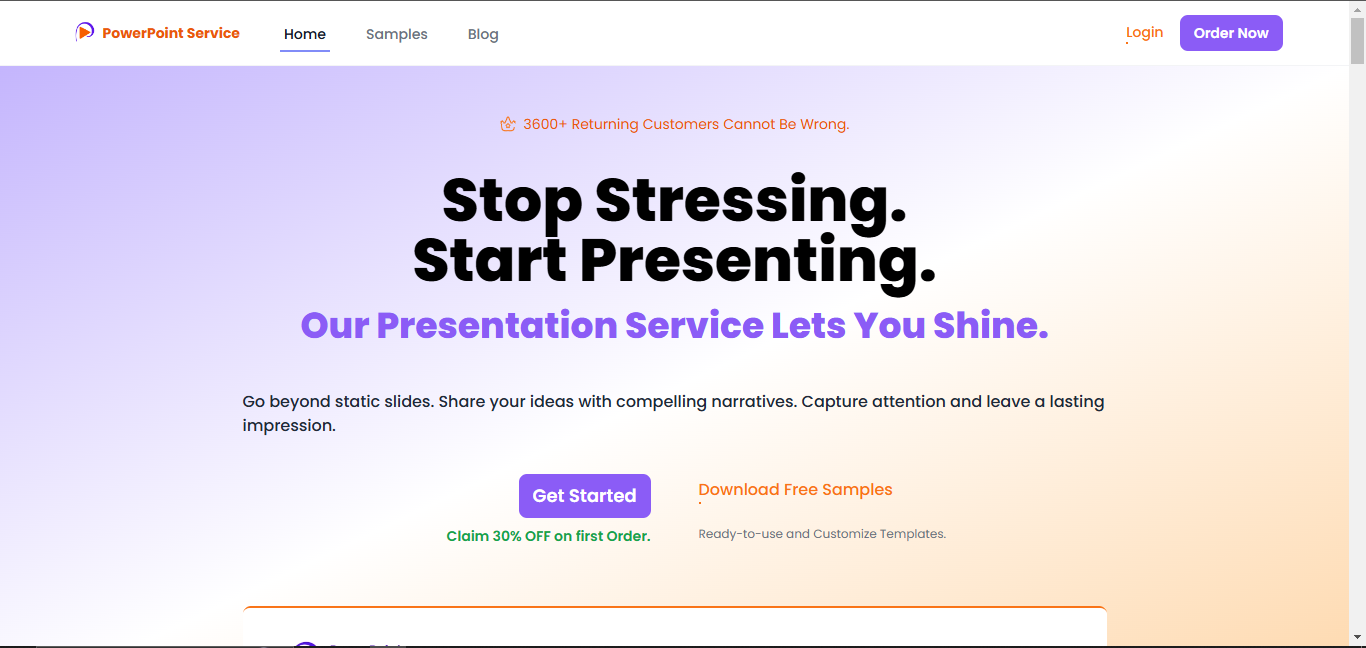 PowerPoint Service
Home
Samples
Blog
Login
Order Now
3600+ Returning Customers Cannot Be Wrong.
Stop Stressing.
Start Presenting.
Our Presentation Service Lets You Shine.
Go beyond static slides. Share your ideas with compelling narratives. Capture attention and leave a lasting
impression.
Get Started
Claim 30% OFF on first Order.
Download Free Samples
Ready-to-use and Customize Templates.